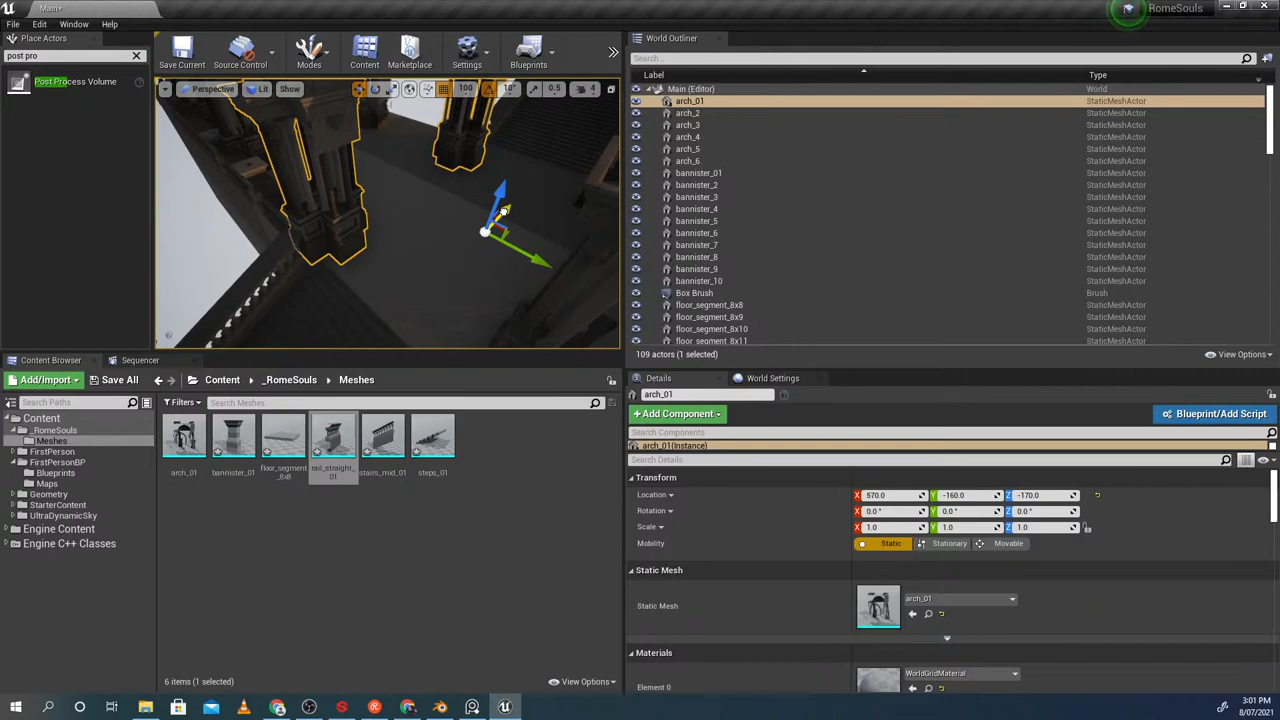 Main*
RomeSouls
File Edit Window Help
Place Actors
post pro
Post Process Volume
Save Current Source Control Modes Content Marketplace Settings Blueprints
Perspective Lit Show 100 10° 0.5 4
World Outliner
Search...
Label Type
Main (Editor) World
arch_01 StaticMeshActor
arch_2 StaticMeshActor
arch_3 StaticMeshActor
arch_4 StaticMeshActor
arch_5 StaticMeshActor
arch_6 StaticMeshActor
bannister_01 StaticMeshActor
bannister_2 StaticMeshActor
bannister_3 StaticMeshActor
bannister_4 StaticMeshActor
bannister_5 StaticMeshActor
bannister_6 StaticMeshActor
bannister_7 StaticMeshActor
bannister_8 StaticMeshActor
bannister_9 StaticMeshActor
bannister_10 StaticMeshActor
Box Brush Brush
floor_segment_8x8 StaticMeshActor
floor_segment_8x9 StaticMeshActor
floor_segment_8x10 StaticMeshActor
floor_segment_8x11 StaticMeshActor
109 actors (1 selected) View Options
Content Browser Sequencer
Add/Import Save All Content _RomeSouls Meshes
Search Paths Filters Search Meshes
Content
_RomeSouls
Meshes
FirstPerson
FirstPersonBP
Blueprints
Maps
Geometry
StarterContent
UltraDynamicSky
Engine Content
Engine C++ Classes
arch_01 bannister_01 floor_segment_8x8 rail_straight_01 stairs_mid_01 steps_01
6 items (1 selected) View Options
Details World Settings
arch_01
+Add Component Blueprint/Add Script
Search Components
arch_01(Instance)
Search Details
Transform
Location X 570.0 Y -160.0 Z -170.0
Rotation X 0.0° Y 0.0° Z 0.0°
Scale X 1.0 Y 1.0 Z 1.0
Mobility Static Stationary Movable
Static Mesh
Static Mesh arch_01
Materials
Element 0 WorldGridMaterial
3:01 PM
8/07/2021